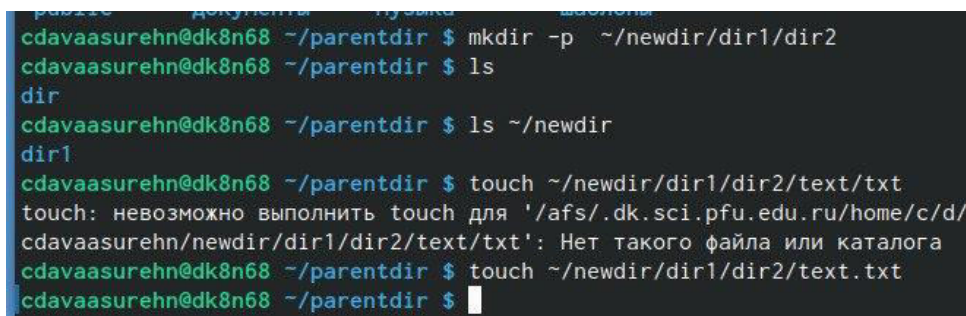 cdavaasurehn@dk8n68 ~/parentdir $ mkdir -p  ~/newdir/dir1/dir2
cdavaasurehn@dk8n68 ~/parentdir $ ls
dir
cdavaasurehn@dk8n68 ~/parentdir $ ls ~/newdir
dir1
cdavaasurehn@dk8n68 ~/parentdir $ touch ~/newdir/dir1/dir2/text/txt
touch: невозможно выполнить touch для '/afs/.dk.sci.pfu.edu.ru/home/c/d/
cdavaasurehn/newdir/dir1/dir2/text/txt': Нет такого файла или каталога
cdavaasurehn@dk8n68 ~/parentdir $ touch ~/newdir/dir1/dir2/text.txt
cdavaasurehn@dk8n68 ~/parentdir $